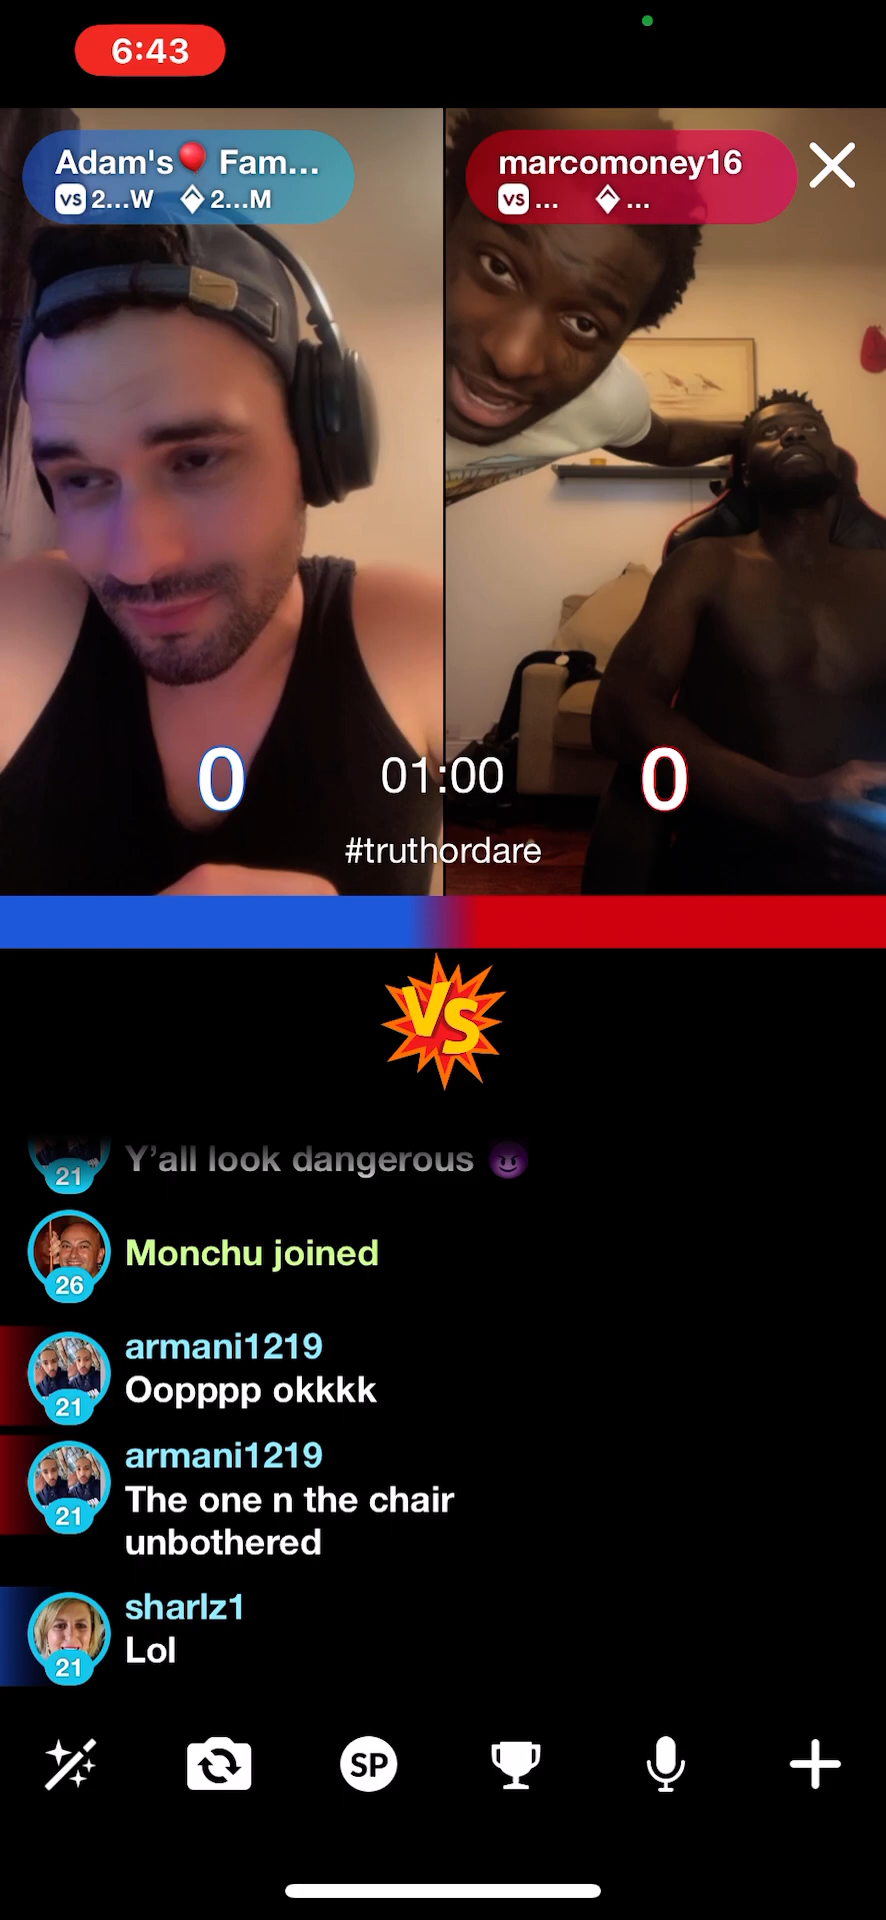 6:43
Adam's🎈 Fam...
VS 2...W 2...M
marcomoney16
VS ... ...
0
01:00
0
#truthordare
VS
21
Y’all look dangerous 😈
26
Monchu joined
armani1219
21
Oopppp okkkk
armani1219
21
The one n the chair
unbothered
sharlz1
21
Lol
SP